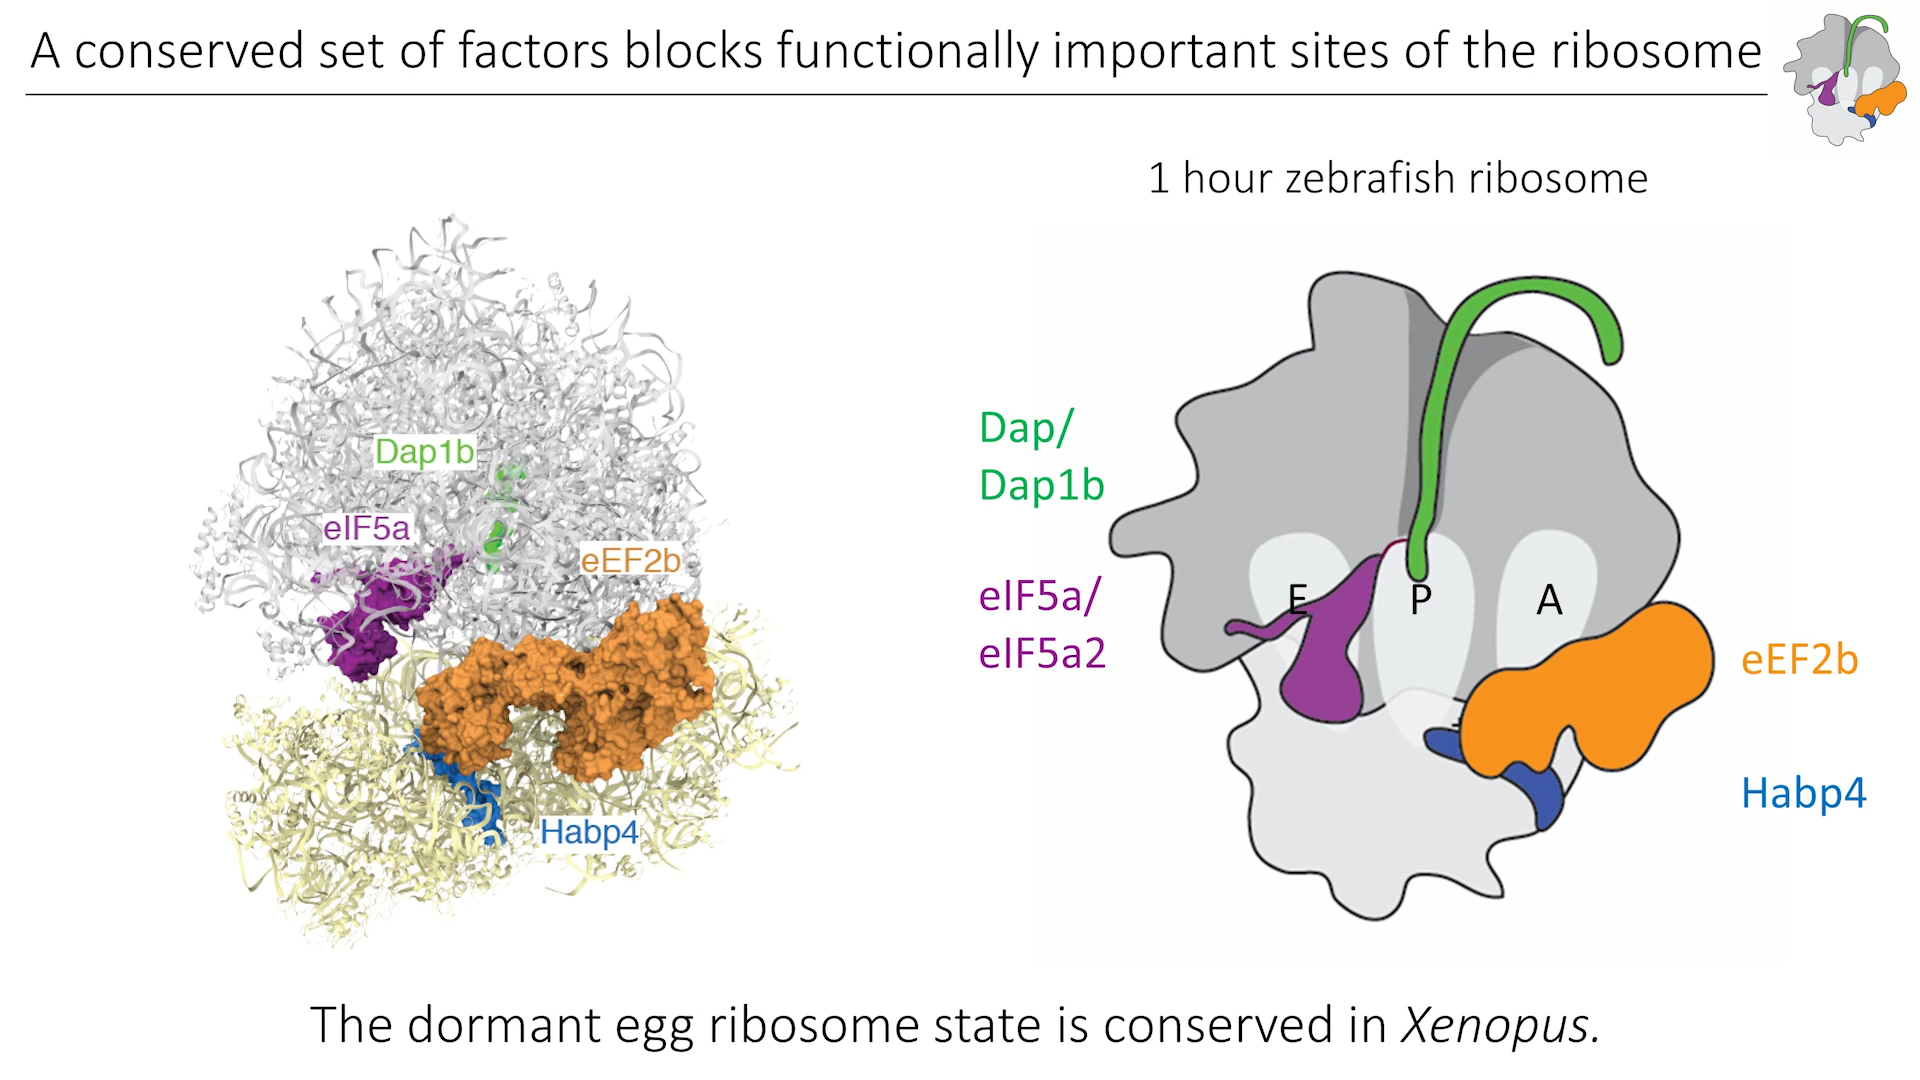 A conserved set of factors blocks functionally important sites of the ribosome
1 hour zebrafish ribosome
Dap1b
eIF5a
eEF2b
Habp4
Dap/
Dap1b
eIF5a/
eIF5a2
E
P
A
eEF2b
Habp4
The dormant egg ribosome state is conserved in Xenopus.